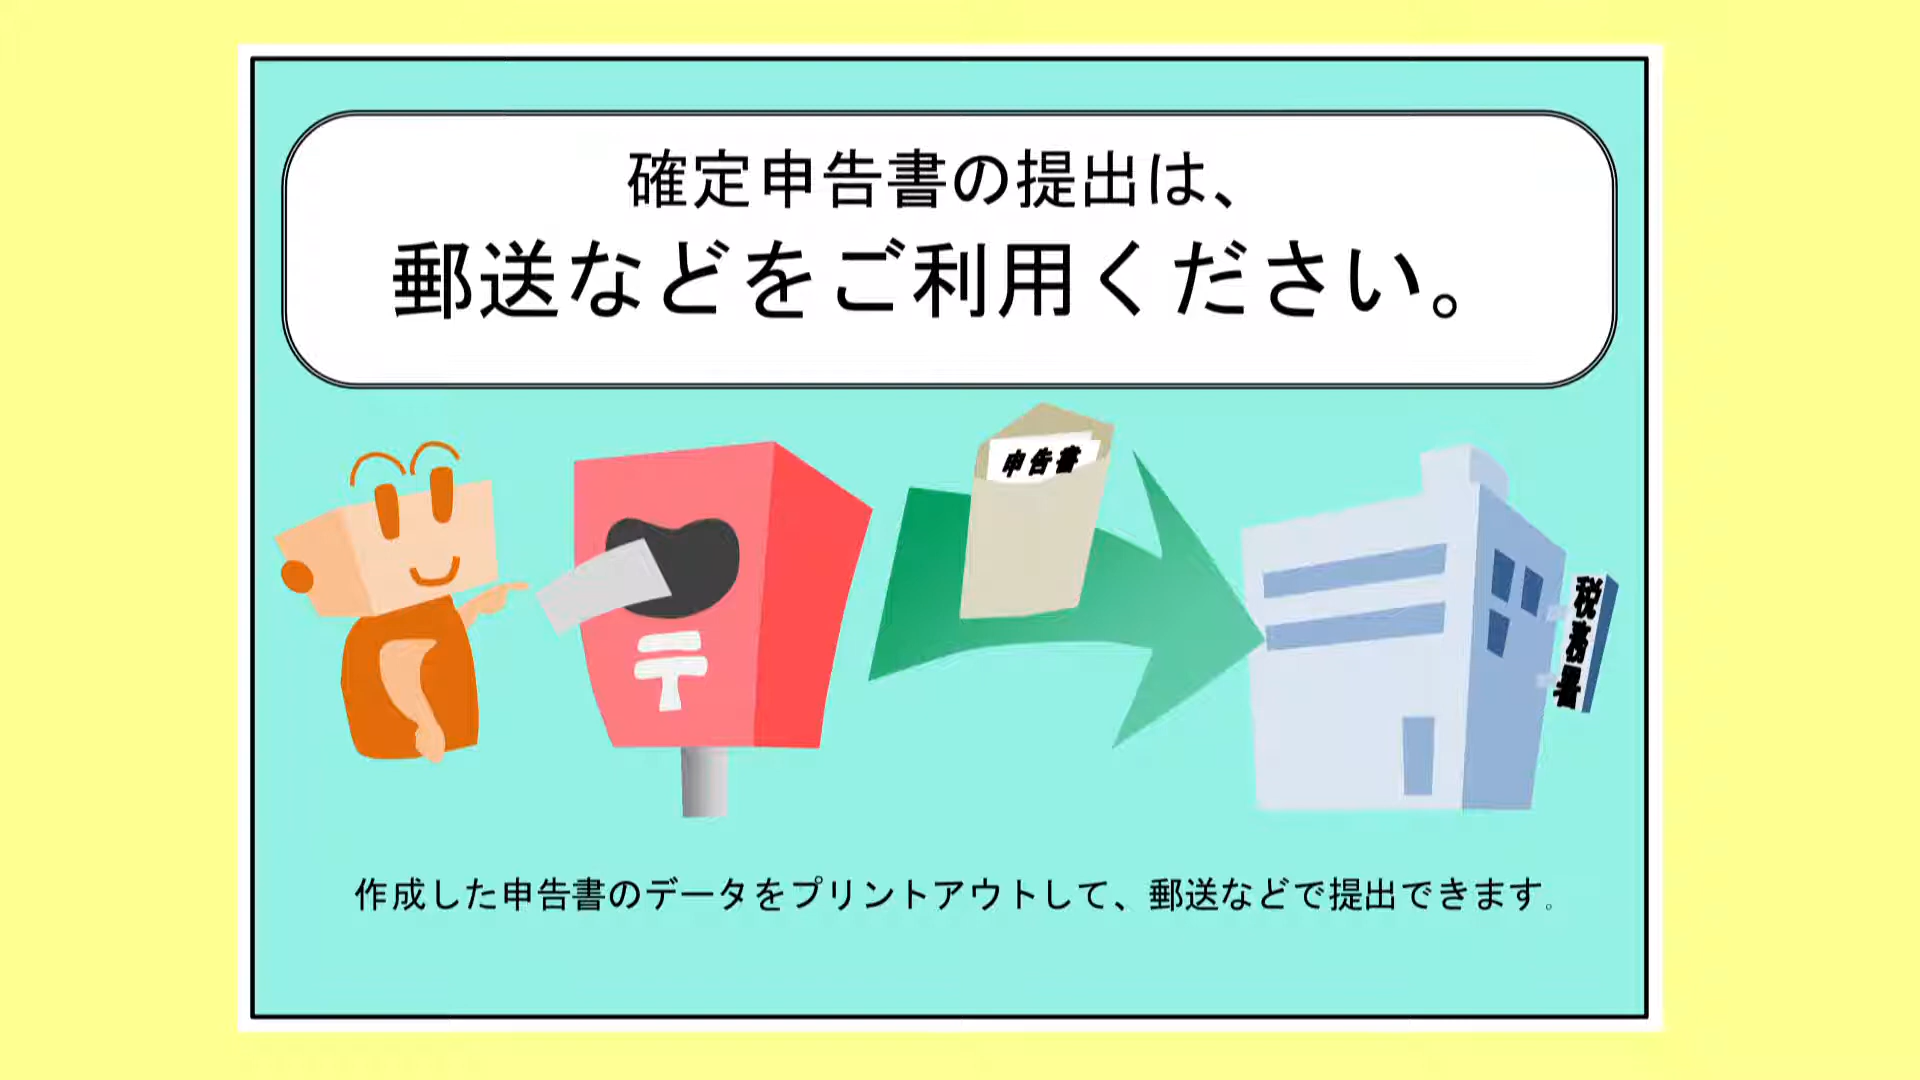 確定申告書の提出は、
郵送などをご利用ください。
申告書
税務署
作成した申告書のデータをプリントアウトして、郵送などで提出できます。